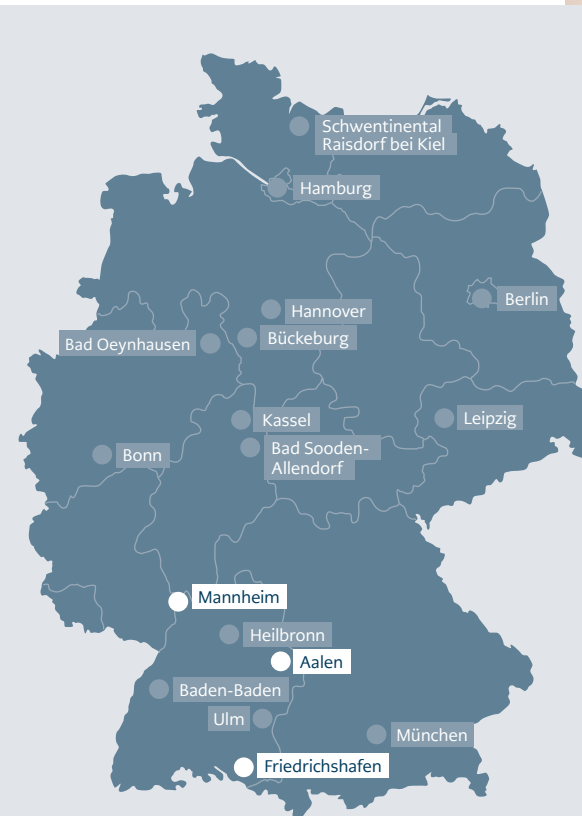 Schwentinental
Raisdorf bei Kiel
Hamburg
Berlin
Hannover
Bückeburg
Bad Oeynhausen
Kassel
Leipzig
Bad Sooden-
Allendorf
Bonn
Mannheim
Heilbronn
Aalen
Baden-Baden
Ulm
München
Friedrichshafen